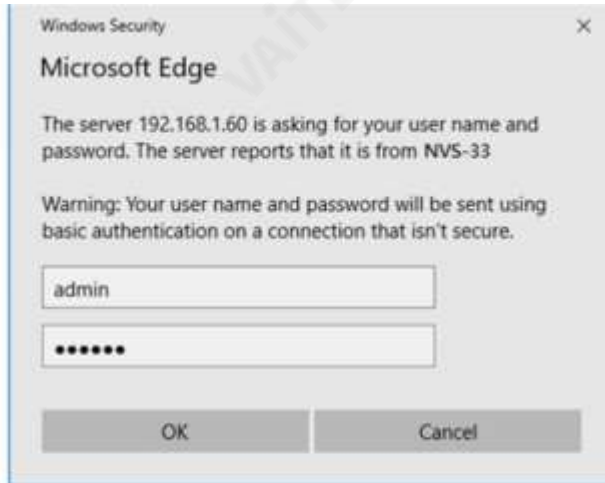 Windows Security
Microsoft Edge
The server 192.168.1.60 is asking for your user name and
password. The server reports that it is from NVS-33
Warning: Your user name and password will be sent using
basic authentication on a connection that isn't secure.
admin
●●●●●●
OK
Cancel